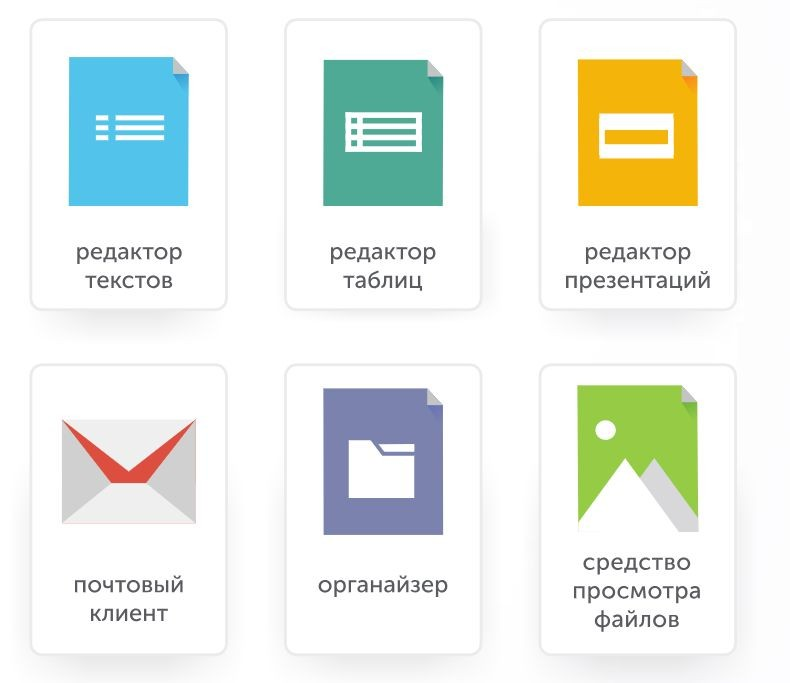 редактор
текстов
редактор
таблиц
редактор
презентаций
почтовый
клиент
органайзер
средство
просмотра
файлов